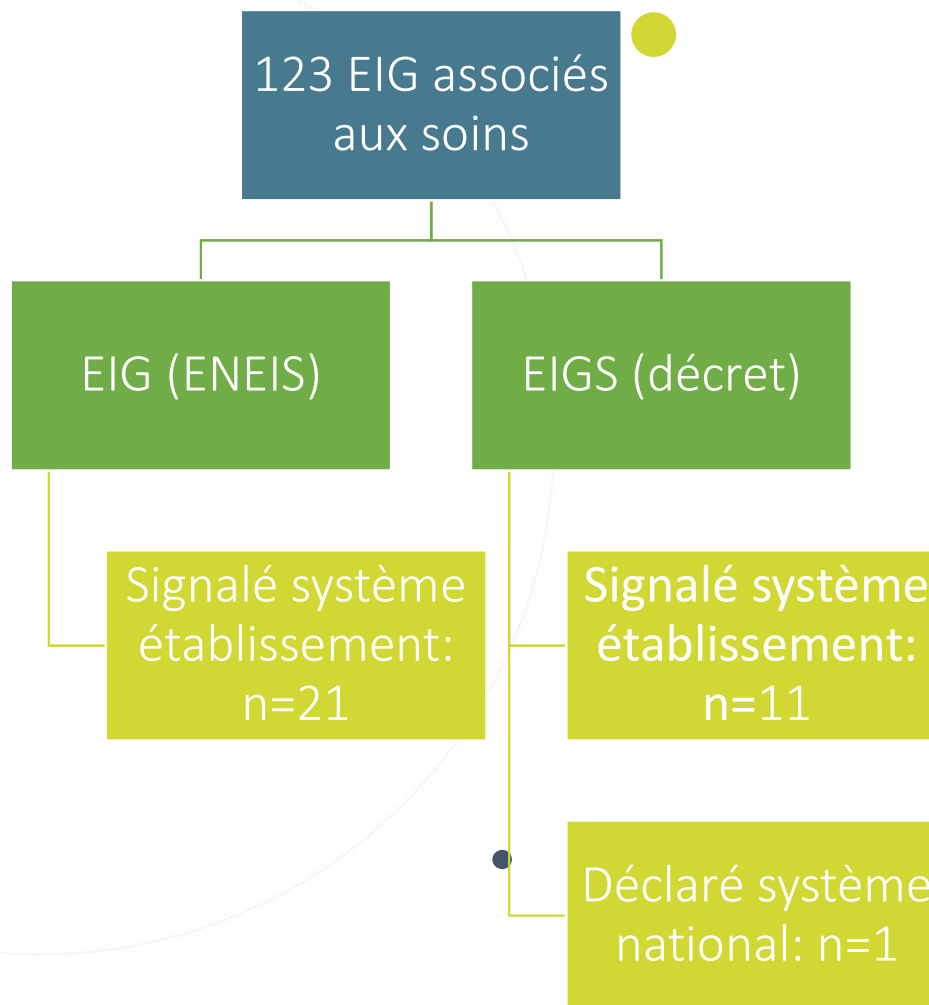 123 EIG associés
aux soins
EIG (ENEIS)
EIGS (décret)
Signalé système
établissement:
n=21
Signalé système
établissement:
n=11
Déclaré système
national: n=1